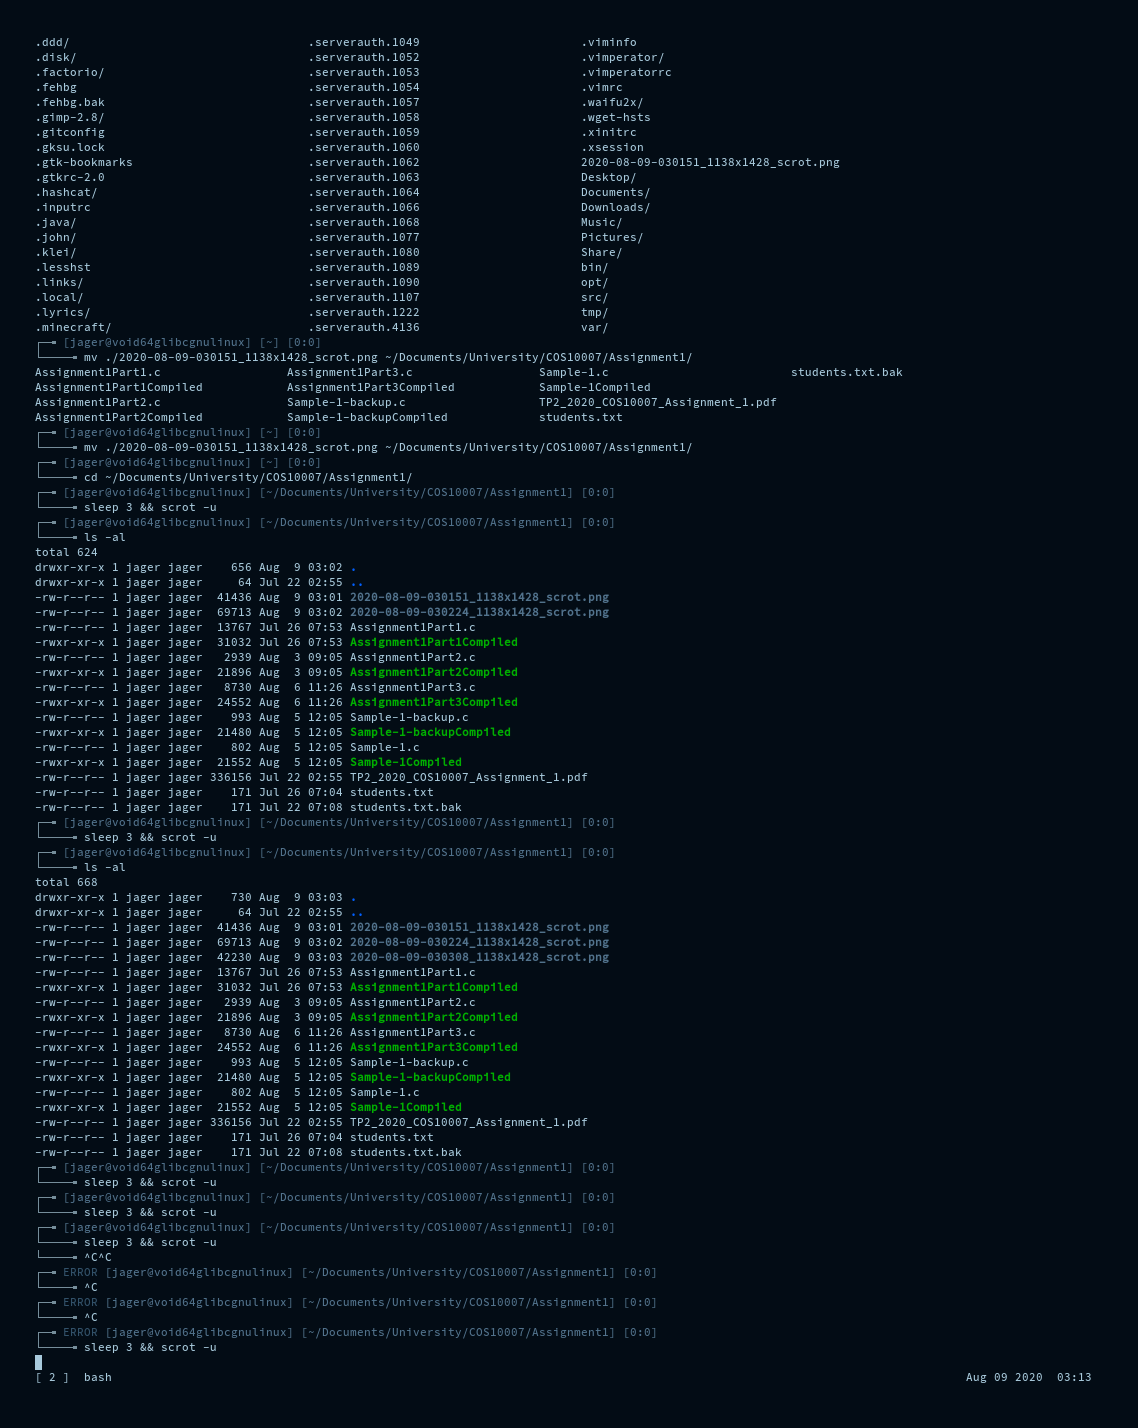 .ddd/                                  .serverauth.1049                       .viminfo
.disk/                                 .serverauth.1052                       .vimperator/
.factorio/                             .serverauth.1053                       .vimperatorrc
.fehbg                                 .serverauth.1054                       .vimrc
.fehbg.bak                             .serverauth.1057                       .waifu2x/
.gimp-2.8/                             .serverauth.1058                       .wget-hsts
.gitconfig                             .serverauth.1059                       .xinitrc
.gksu.lock                             .serverauth.1060                       .xsession
.gtk-bookmarks                         .serverauth.1062                       2020-08-09-030151_1138x1428_scrot.png
.gtkrc-2.0                             .serverauth.1063                       Desktop/
.hashcat/                              .serverauth.1064                       Documents/
.inputrc                               .serverauth.1066                       Downloads/
.java/                                 .serverauth.1068                       Music/
.john/                                 .serverauth.1077                       Pictures/
.klei/                                 .serverauth.1080                       Share/
.lesshst                               .serverauth.1089                       bin/
.links/                                .serverauth.1090                       opt/
.local/                                .serverauth.1107                       src/
.lyrics/                               .serverauth.1222                       tmp/
.minecraft/                            .serverauth.4136                       var/
┌─╼ [jager@void64glibcgnulinux] [~] [0:0]
└────╼ mv ./2020-08-09-030151_1138x1428_scrot.png ~/Documents/University/COS10007/Assignment1/
Assignment1Part1.c                  Assignment1Part3.c                  Sample-1.c                          students.txt.bak
Assignment1Part1Compiled            Assignment1Part3Compiled            Sample-1Compiled
Assignment1Part2.c                  Sample-1-backup.c                   TP2_2020_COS10007_Assignment_1.pdf
Assignment1Part2Compiled            Sample-1-backupCompiled             students.txt
┌─╼ [jager@void64glibcgnulinux] [~] [0:0]
└────╼ mv ./2020-08-09-030151_1138x1428_scrot.png ~/Documents/University/COS10007/Assignment1/
┌─╼ [jager@void64glibcgnulinux] [~] [0:0]
└────╼ cd ~/Documents/University/COS10007/Assignment1/
┌─╼ [jager@void64glibcgnulinux] [~/Documents/University/COS10007/Assignment1] [0:0]
└────╼ sleep 3 && scrot -u
┌─╼ [jager@void64glibcgnulinux] [~/Documents/University/COS10007/Assignment1] [0:0]
└────╼ ls -al
total 624
drwxr-xr-x 1 jager jager    656 Aug  9 03:02 .
drwxr-xr-x 1 jager jager     64 Jul 22 02:55 ..
-rw-r--r-- 1 jager jager  41436 Aug  9 03:01 2020-08-09-030151_1138x1428_scrot.png
-rw-r--r-- 1 jager jager  69713 Aug  9 03:02 2020-08-09-030224_1138x1428_scrot.png
-rw-r--r-- 1 jager jager  13767 Jul 26 07:53 Assignment1Part1.c
-rwxr-xr-x 1 jager jager  31032 Jul 26 07:53 Assignment1Part1Compiled
-rw-r--r-- 1 jager jager   2939 Aug  3 09:05 Assignment1Part2.c
-rwxr-xr-x 1 jager jager  21896 Aug  3 09:05 Assignment1Part2Compiled
-rw-r--r-- 1 jager jager   8730 Aug  6 11:26 Assignment1Part3.c
-rwxr-xr-x 1 jager jager  24552 Aug  6 11:26 Assignment1Part3Compiled
-rw-r--r-- 1 jager jager    993 Aug  5 12:05 Sample-1-backup.c
-rwxr-xr-x 1 jager jager  21480 Aug  5 12:05 Sample-1-backupCompiled
-rw-r--r-- 1 jager jager    802 Aug  5 12:05 Sample-1.c
-rwxr-xr-x 1 jager jager  21552 Aug  5 12:05 Sample-1Compiled
-rw-r--r-- 1 jager jager 336156 Jul 22 02:55 TP2_2020_COS10007_Assignment_1.pdf
-rw-r--r-- 1 jager jager    171 Jul 26 07:04 students.txt
-rw-r--r-- 1 jager jager    171 Jul 22 07:08 students.txt.bak
┌─╼ [jager@void64glibcgnulinux] [~/Documents/University/COS10007/Assignment1] [0:0]
└────╼ sleep 3 && scrot -u
┌─╼ [jager@void64glibcgnulinux] [~/Documents/University/COS10007/Assignment1] [0:0]
└────╼ ls -al
total 668
drwxr-xr-x 1 jager jager    730 Aug  9 03:03 .
drwxr-xr-x 1 jager jager     64 Jul 22 02:55 ..
-rw-r--r-- 1 jager jager  41436 Aug  9 03:01 2020-08-09-030151_1138x1428_scrot.png
-rw-r--r-- 1 jager jager  69713 Aug  9 03:02 2020-08-09-030224_1138x1428_scrot.png
-rw-r--r-- 1 jager jager  42230 Aug  9 03:03 2020-08-09-030308_1138x1428_scrot.png
-rw-r--r-- 1 jager jager  13767 Jul 26 07:53 Assignment1Part1.c
-rwxr-xr-x 1 jager jager  31032 Jul 26 07:53 Assignment1Part1Compiled
-rw-r--r-- 1 jager jager   2939 Aug  3 09:05 Assignment1Part2.c
-rwxr-xr-x 1 jager jager  21896 Aug  3 09:05 Assignment1Part2Compiled
-rw-r--r-- 1 jager jager   8730 Aug  6 11:26 Assignment1Part3.c
-rwxr-xr-x 1 jager jager  24552 Aug  6 11:26 Assignment1Part3Compiled
-rw-r--r-- 1 jager jager    993 Aug  5 12:05 Sample-1-backup.c
-rwxr-xr-x 1 jager jager  21480 Aug  5 12:05 Sample-1-backupCompiled
-rw-r--r-- 1 jager jager    802 Aug  5 12:05 Sample-1.c
-rwxr-xr-x 1 jager jager  21552 Aug  5 12:05 Sample-1Compiled
-rw-r--r-- 1 jager jager 336156 Jul 22 02:55 TP2_2020_COS10007_Assignment_1.pdf
-rw-r--r-- 1 jager jager    171 Jul 26 07:04 students.txt
-rw-r--r-- 1 jager jager    171 Jul 22 07:08 students.txt.bak
┌─╼ [jager@void64glibcgnulinux] [~/Documents/University/COS10007/Assignment1] [0:0]
└────╼ sleep 3 && scrot -u
┌─╼ [jager@void64glibcgnulinux] [~/Documents/University/COS10007/Assignment1] [0:0]
└────╼ sleep 3 && scrot -u
┌─╼ [jager@void64glibcgnulinux] [~/Documents/University/COS10007/Assignment1] [0:0]
└────╼ sleep 3 && scrot -u
└────╼ ^C^C
┌─╼ ERROR [jager@void64glibcgnulinux] [~/Documents/University/COS10007/Assignment1] [0:0]
└────╼ ^C
┌─╼ ERROR [jager@void64glibcgnulinux] [~/Documents/University/COS10007/Assignment1] [0:0]
└────╼ ^C
┌─╼ ERROR [jager@void64glibcgnulinux] [~/Documents/University/COS10007/Assignment1] [0:0]
└────╼ sleep 3 && scrot -u
[ 2 ]  bash                                                                                  Aug 09 2020  03:13